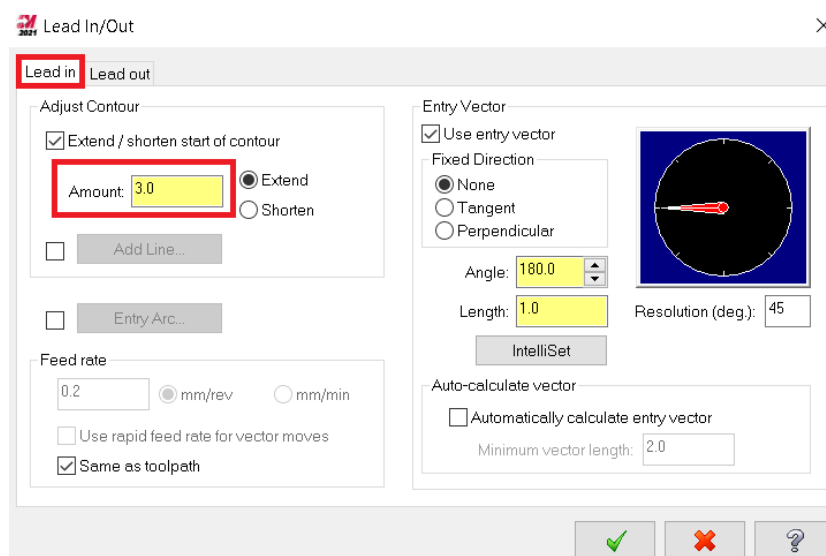 2021 Lead In/Out
Lead in Lead out
Adjust Contour
Extend / shorten start of contour
Amount: 3.0
Extend
Shorten
Add Line...
Entry Arc...
Feed rate
0.2 mm/rev mm/min
Use rapid feed rate for vector moves
Same as toolpath
Entry Vector
Use entry vector
Fixed Direction
None
Tangent
Perpendicular
Angle: 180.0
Length: 1.0 Resolution (deg.): 45
IntelliSet
Auto-calculate vector
Automatically calculate entry vector
Minimum vector length: 2.0